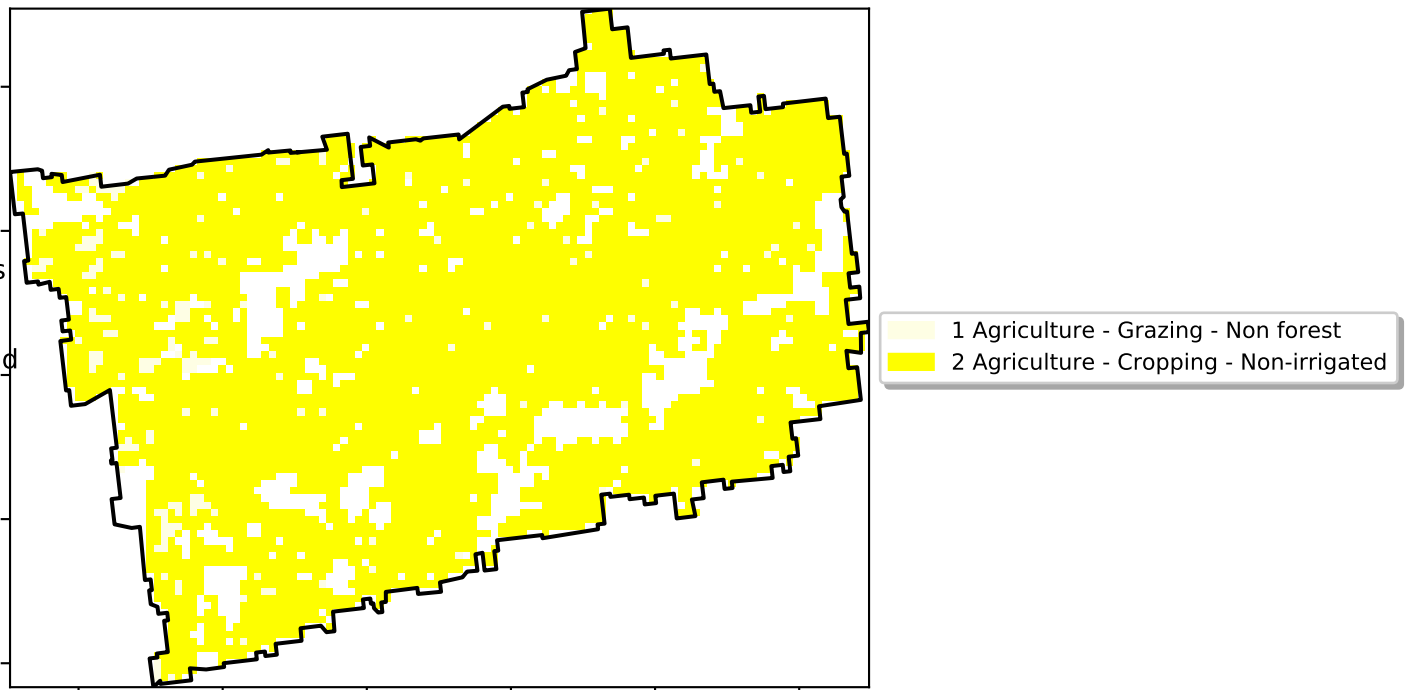 s
1 Agriculture - Grazing - Non forest
d
2 Agriculture - Cropping - Non-irrigated